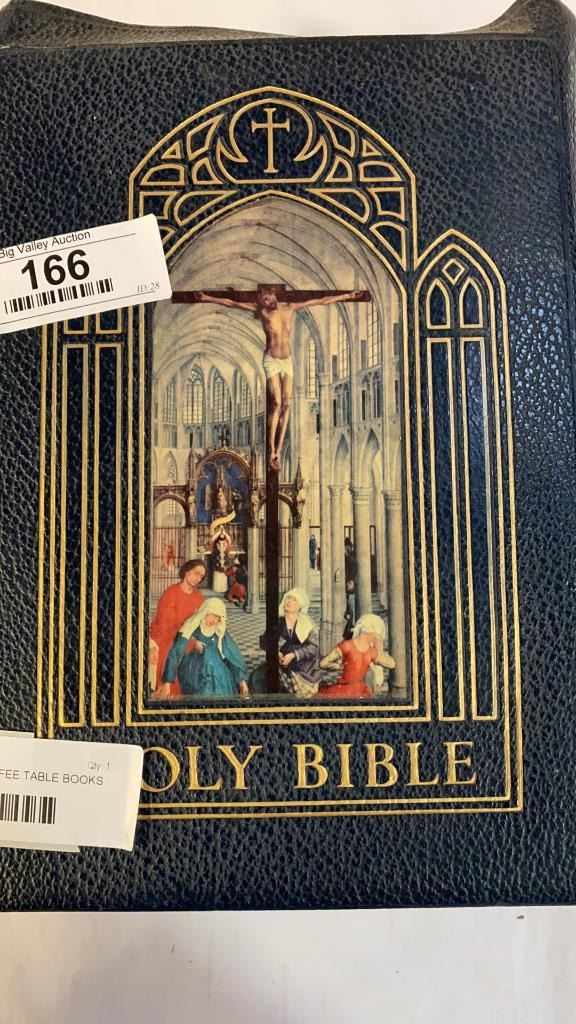 Big Valley Auction
166
ID:28
Qty: 1
FEE TABLE BOOKS
OLY BIBLE